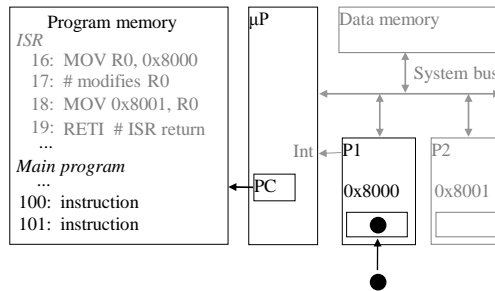 Program memory
ISR
16: MOV R0, 0x8000
17: # modifies R0
18: MOV 0x8001, R0
19: RETI # ISR return
...
Main program
...
100: instruction
101: instruction
μP
PC
Data memory
System bus
Int
P1
0x8000
P2
0x8001